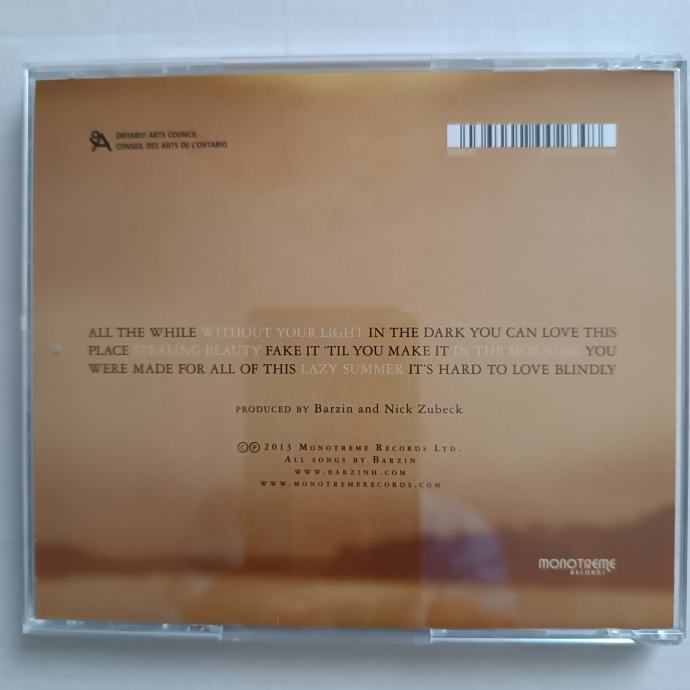 ONTARIO ARTS COUNCIL
CONSEIL DES ARTS DE L'ONTARIO
ALL THE WHILE WITHOUT YOUR LIGHT IN THE DARK YOU CAN LOVE THIS
PLACE STEALING BEAUTY FAKE IT 'TIL YOU MAKE IT IN THE MORNING YOU
WERE MADE FOR ALL OF THIS LAZY SUMMER IT'S HARD TO LOVE BLINDLY
PRODUCED BY Barzin and Nick Zubeck
©℗ 2013 MONOTREME RECORDS LTD.
ALL SONGS BY BARZIN
WWW.BARZINH.COM
WWW.MONOTREMERECORDS.COM
MONOTREME
RECORDS